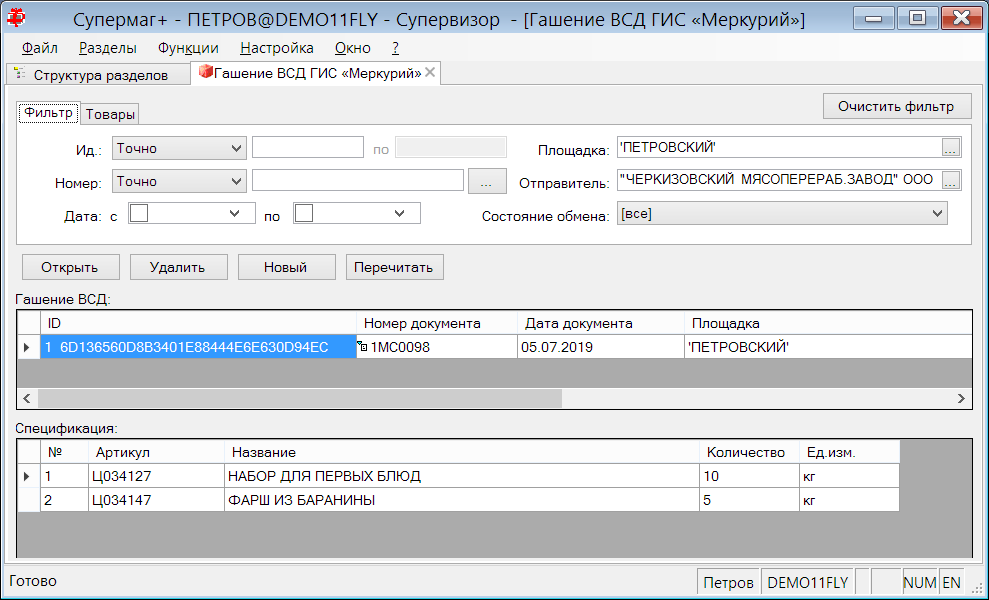 Супермаг+ - ПЕТРОВ@DEMO11FLY - Супервизор - [Гашение ВСД ГИС «Меркурий»]
Файл Разделы Функции Настройка Окно ?
Структура разделов Гашение ВСД ГИС «Меркурий»
Фильтр Товары Очистить фильтр
Ид.: Точно по Площадка: 'ПЕТРОВСКИЙ' ...
Номер: Точно ... Отправитель: "ЧЕРКИЗОВСКИЙ МЯСОПЕРЕРАБ.ЗАВОД" ООО ...
Дата: с по Состояние обмена: [все]
Открыть Удалить Новый Перечитать
Гашение ВСД:
ID Номер документа Дата документа Площадка
1 6D136560D8B3401E88444E6E630D94EC 1МС0098 05.07.2019 'ПЕТРОВСКИЙ'
Спецификация:
№ Артикул Название Количество Ед.изм.
1 Ц034127 НАБОР ДЛЯ ПЕРВЫХ БЛЮД 10 кг
2 Ц034147 ФАРШ ИЗ БАРАНИНЫ 5 кг
Готово Петров DEMO11FLY NUM EN